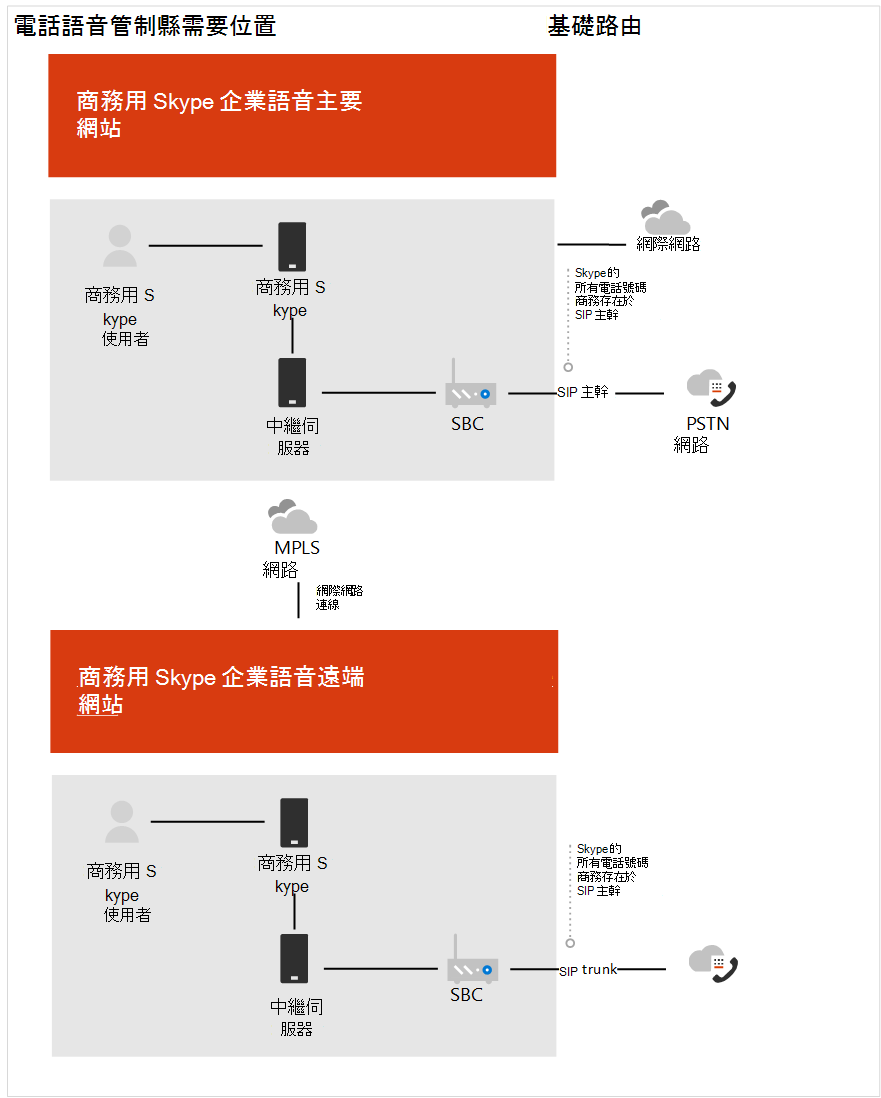 電話語音管制縣需要位置
基礎路由
商務用 Skype 企業語音主要
網站
網際網路
商務用 S
kype
使用者
商務用 S
kype
Skype的
所有電話號碼
商務存在於
SIP 主幹
SIP 主幹
中繼伺
服器
SBC
PSTN
網路
MPLS
網路
網際網路
連線
商務用 Skype 企業語音遠端
網站
商務用 S
kype
使用者
商務用 S
kype
Skype的
所有電話號碼
商務存在於
SIP 主幹
SIP trunk
中繼伺
服器
SBC